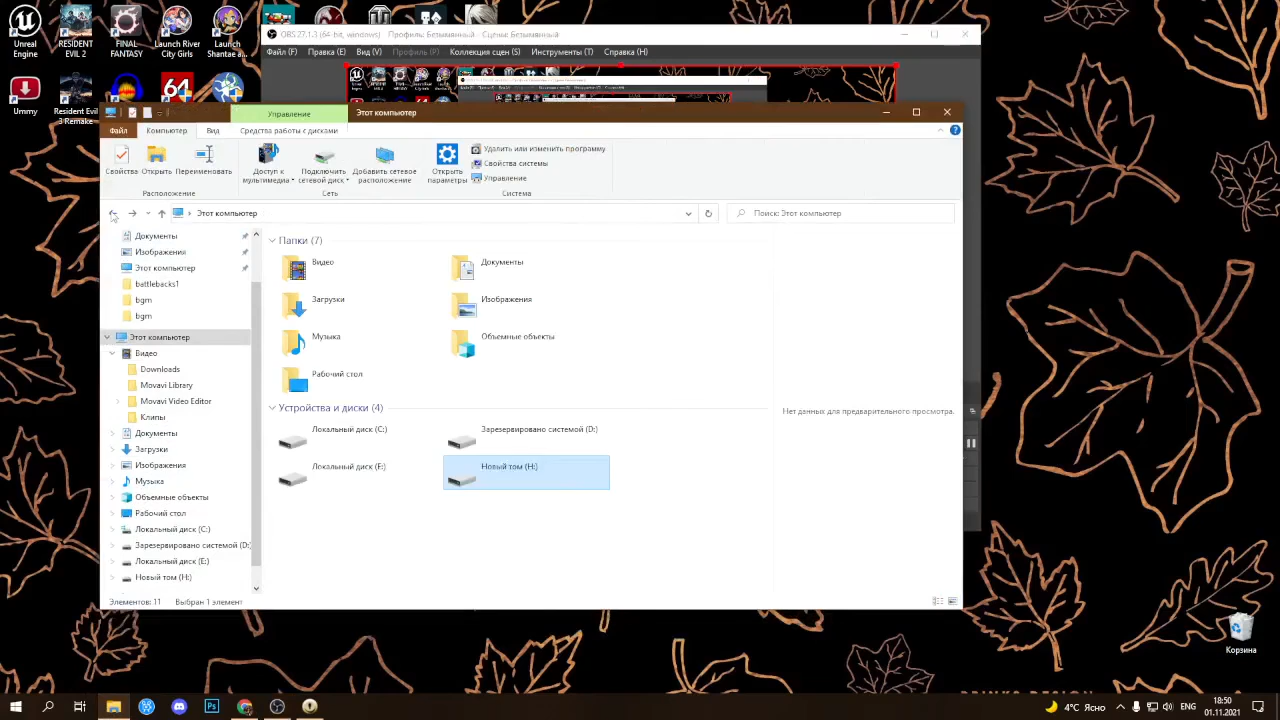 Unreal Engine
RESIDENT EVIL 2
FINAL FANTASY
Launch River City Girls
Launch Shantae a...
Ummy
Resident Evil 3 Remake
64
OBS 27.1.3 (64-bit, windows) - Профиль: Безымянный - Сцена: Безымянный
Файл (F) Правка (E) Вид (V) Профиль (P) Коллекция сцен (S) Инструменты (T) Справка (H)
Управление Этот компьютер
Файл Компьютер Вид Средства работы с дисками
Свойства Открыть Переименовать
Доступ к мультимедиа
Подключить сетевой диск
Добавить сетевое расположение
Открыть параметры
Удалить или изменить программу
Свойства системы
Управление
Расположение Сеть Система
Этот компьютер
Поиск: Этот компьютер
Документы
Изображения
Этот компьютер
battlebacks1
bgm
bgm
Этот компьютер
Видео
Downloads
Movavi Library
Movavi Video Editor
Клипы
Документы
Загрузки
Изображения
Музыка
Объемные объекты
Рабочий стол
Локальный диск (C:)
Зарезервировано системой (D:)
Локальный диск (E:)
Новый том (H:)
Папки (7)
Видео
Документы
Загрузки
Изображения
Музыка
Объемные объекты
Рабочий стол
Устройства и диски (4)
Локальный диск (C:)
Зарезервировано системой (D:)
Локальный диск (E:)
Новый том (H:)
Нет данных для предварительного просмотра.
Элементов: 11 Выбран 1 элемент
Корзина
Ps
4°C Ясно
ENG
18:50
01.11.2021